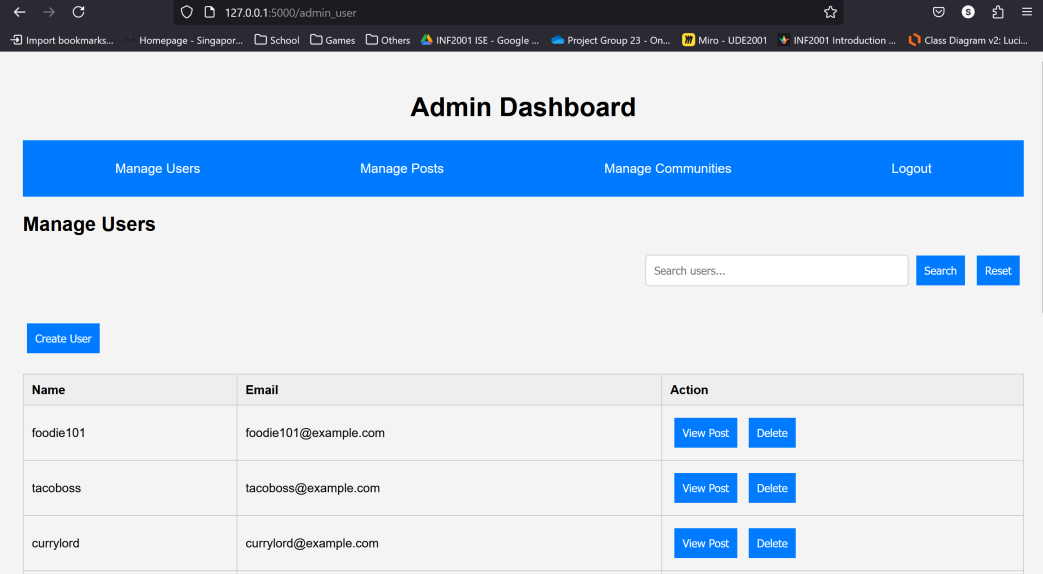 127.0.0.1:5000/admin_user
S
Import bookmarks... Homepage - Singapor... School Games Others INF2001 ISE - Google ... Project Group 23 - On... Miro - UDE2001 INF2001 Introduction ... Class Diagram v2: Luci...
Admin Dashboard
Manage Users Manage Posts Manage Communities Logout
Manage Users
Search users... Search Reset
Create User
Name Email Action
foodie101 foodie101@example.com View Post Delete
tacoboss tacoboss@example.com View Post Delete
currylord currylord@example.com View Post Delete